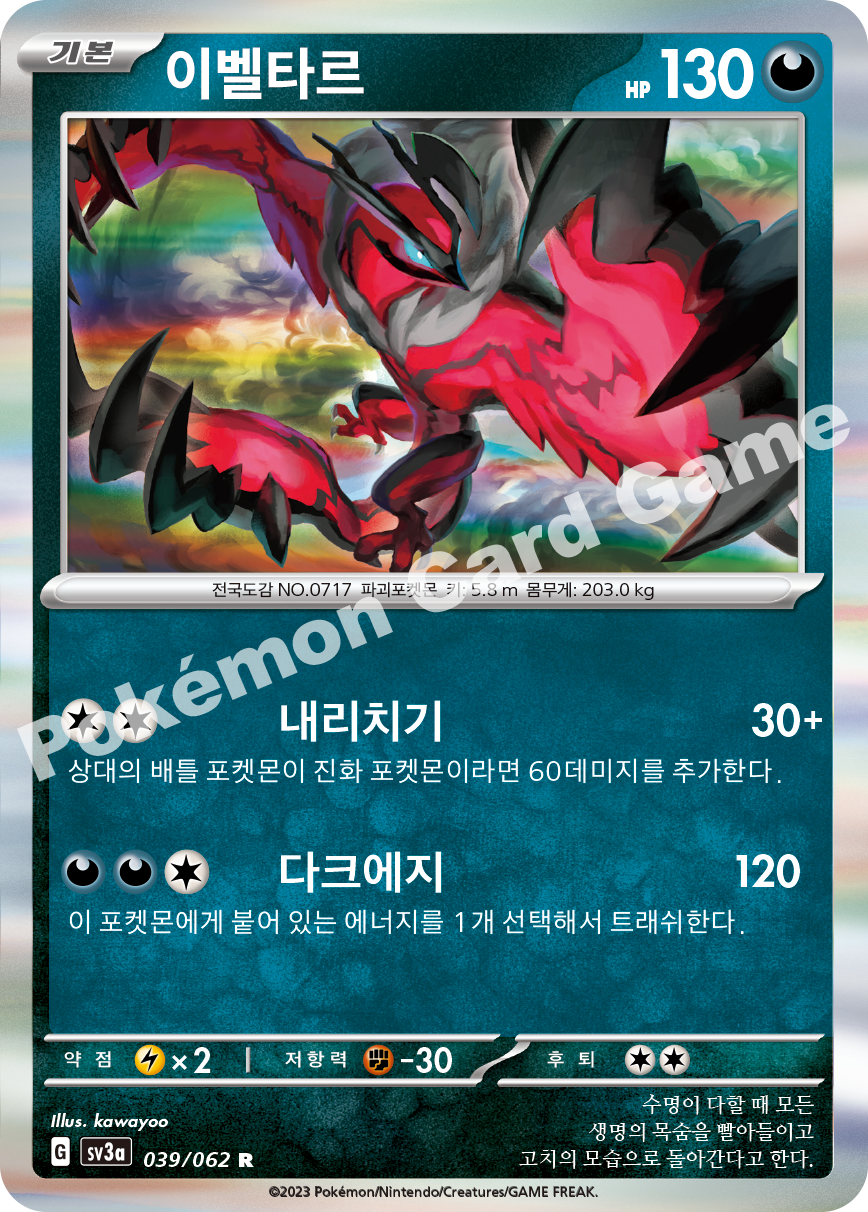 기본
이벨타르
HP 130
전국도감 NO.0717 파괴포켓몬 키: 5.8 m 몸무게: 203.0 kg
내리치기 30+
상대의 배틀 포켓몬이 진화 포켓몬이라면 60데미지를 추가한다.
다크에지 120
이 포켓몬에게 붙어 있는 에너지를 1개 선택해서 트래쉬한다.
약점 ×2 | 저항력 -30 후퇴
수명이 다할 때 모든
생명의 목숨을 빨아들이고
고치의 모습으로 돌아간다고 한다.
Illus. kawayoo
G sv3a 039/062 R
©2023 Pokémon/Nintendo/Creatures/GAME FREAK.
Pokémon Card Game